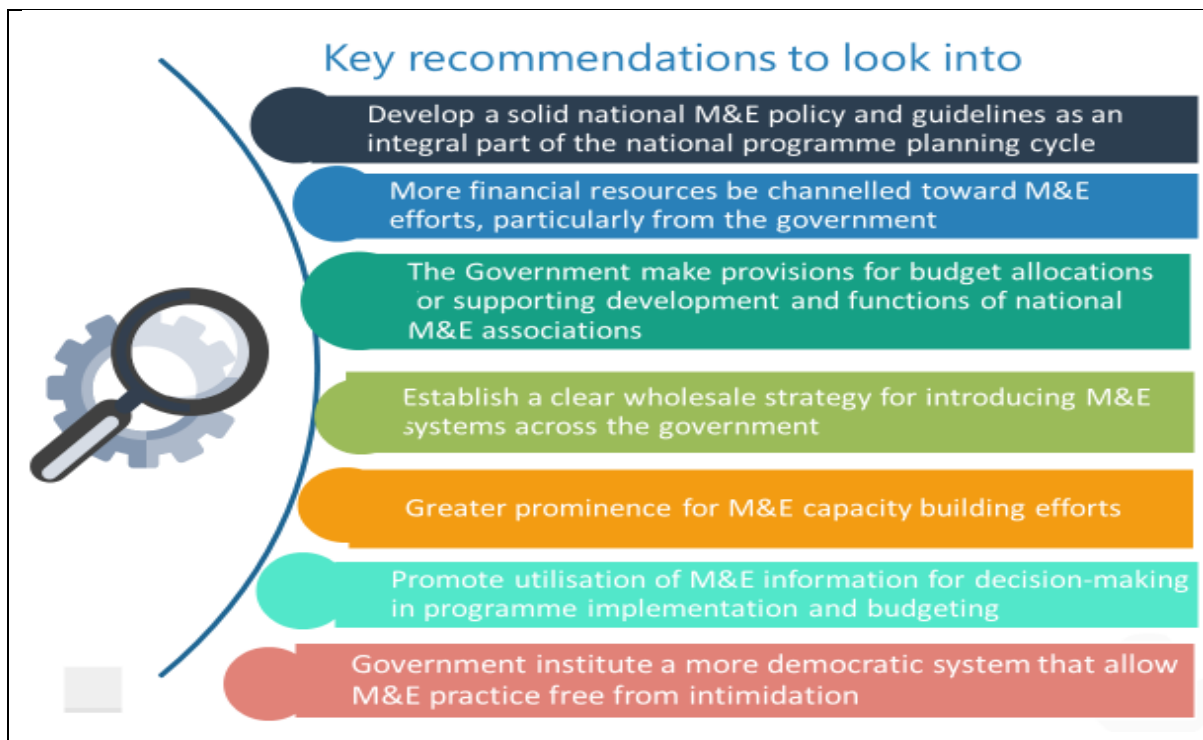 Key recommendations to look into
Develop a solid national M&E policy and guidelines as an
integral part of the national programme planning cycle
More financial resources be channelled toward M&E
efforts, particularly from the government
The Government make provisions for budget allocations
or supporting development and functions of national
M&E associations
Establish a clear wholesale strategy for introducing M&E
systems across the government
Greater prominence for M&E capacity building efforts
Promote utilisation of M&E information for decision-making
in programme implementation and budgeting
Government institute a more democratic system that allow
M&E practice free from intimidation